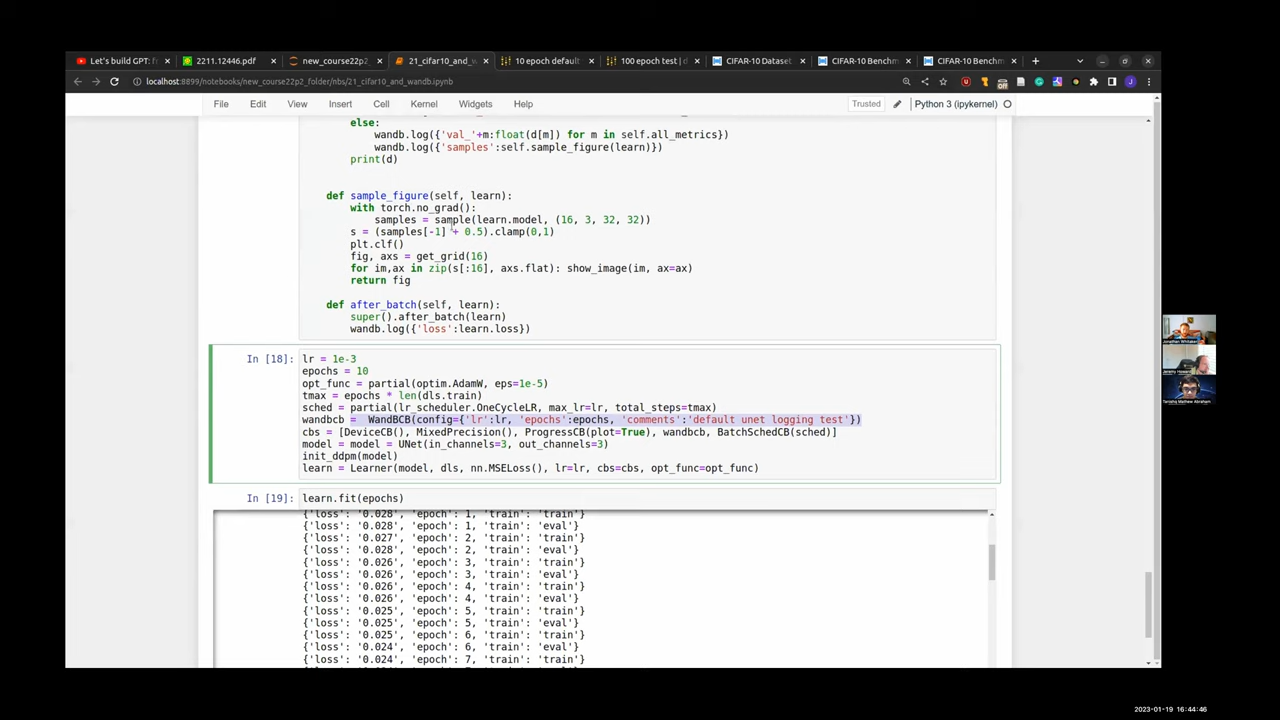 Let's build GPT: f
2211.12446.pdf
new_course22p2
21_cifar10_and_w
10 epoch default
100 epoch test | d
CIFAR-10 Dataset
CIFAR-10 Benchm
CIFAR-10 Benchm
localhost:8899/notebooks/new_course22p2_folder/nbs/21_cifar10_and_wandb.ipynb
File Edit View Insert Cell Kernel Widgets Help
Trusted
Python 3 (ipykernel)
else:
wandb.log({'val_'+m:float(d[m]) for m in self.all_metrics})
wandb.log({'samples':self.sample_figure(learn)})
print(d)
def sample_figure(self, learn):
with torch.no_grad():
samples = sample(learn.model, (16, 3, 32, 32))
s = (samples[-1] + 0.5).clamp(0,1)
plt.clf()
fig, axs = get_grid(16)
for im,ax in zip(s[:16], axs.flat): show_image(im, ax=ax)
return fig
def after_batch(self, learn):
super().after_batch(learn)
wandb.log({'loss':learn.loss})
In [18]:
lr = 1e-3
epochs = 10
opt_func = partial(optim.AdamW, eps=1e-5)
tmax = epochs * len(dls.train)
sched = partial(lr_scheduler.OneCycleLR, max_lr=lr, total_steps=tmax)
wandbcb = WandBCB(config={'lr':lr, 'epochs':epochs, 'comments':'default unet logging test'})
cbs = [DeviceCB(), MixedPrecision(), ProgressCB(plot=True), wandbcb, BatchSchedCB(sched)]
model = model = UNet(in_channels=3, out_channels=3)
init_ddpm(model)
learn = Learner(model, dls, nn.MSELoss(), lr=lr, cbs=cbs, opt_func=opt_func)
In [19]:
learn.fit(epochs)
{'loss': '0.028', 'epoch': 1, 'train': 'train'}
{'loss': '0.028', 'epoch': 1, 'train': 'eval'}
{'loss': '0.027', 'epoch': 2, 'train': 'train'}
{'loss': '0.028', 'epoch': 2, 'train': 'eval'}
{'loss': '0.026', 'epoch': 3, 'train': 'train'}
{'loss': '0.026', 'epoch': 3, 'train': 'eval'}
{'loss': '0.026', 'epoch': 4, 'train': 'train'}
{'loss': '0.026', 'epoch': 4, 'train': 'eval'}
{'loss': '0.025', 'epoch': 5, 'train': 'train'}
{'loss': '0.025', 'epoch': 5, 'train': 'eval'}
{'loss': '0.025', 'epoch': 6, 'train': 'train'}
{'loss': '0.024', 'epoch': 6, 'train': 'eval'}
{'loss': '0.024', 'epoch': 7, 'train': 'train'}
Jonathan Whitaker
Jeremy Howard
Tanishq Mathew Abraham
2023-01-19 16:44:46